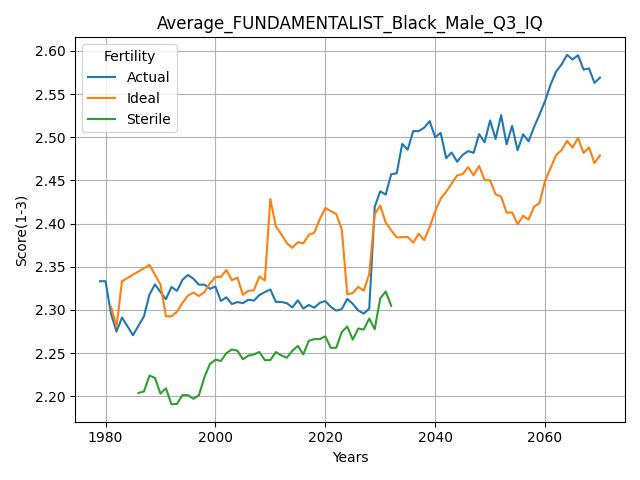 Average_FUNDAMENTALIST_Black_Male_Q3_IQ
Fertility
Actual
Ideal
Sterile
Score(1-3)
2.60
2.55
2.50
2.45
2.40
2.35
2.30
2.25
2.20
1980
2000
2020
2040
2060
Years